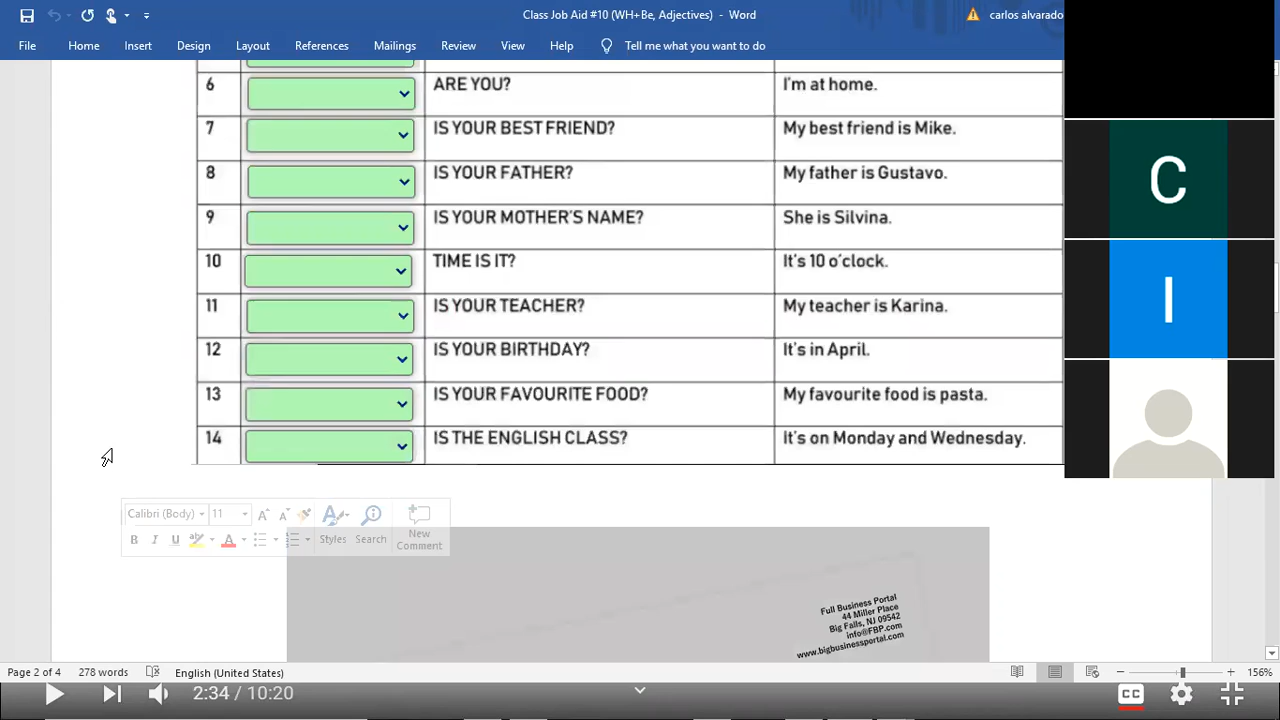 Class Job Aid #10 (WH+Be, Adjectives) - Word
carlos alvarado
File Home Insert Design Layout References Mailings Review View Help Tell me what you want to do
6 ARE YOU? I'm at home.
7 IS YOUR BEST FRIEND? My best friend is Mike.
8 IS YOUR FATHER? My father is Gustavo.
9 IS YOUR MOTHER'S NAME? She is Silvina.
10 TIME IS IT? It's 10 o'clock.
11 IS YOUR TEACHER? My teacher is Karina.
12 IS YOUR BIRTHDAY? It's in April.
13 IS YOUR FAVOURITE FOOD? My favourite food is pasta.
14 IS THE ENGLISH CLASS? It's on Monday and Wednesday.
C
I
Calibri (Body) 11 A A A New
B I U ab A Styles Search Comment
Full Business Portal
44 Miller Place
Big Falls, NJ 09542
info@FBP.com
www.bigbusinessportal.com
Page 2 of 4 278 words English (United States) 156%
2:34 / 10:20 CC